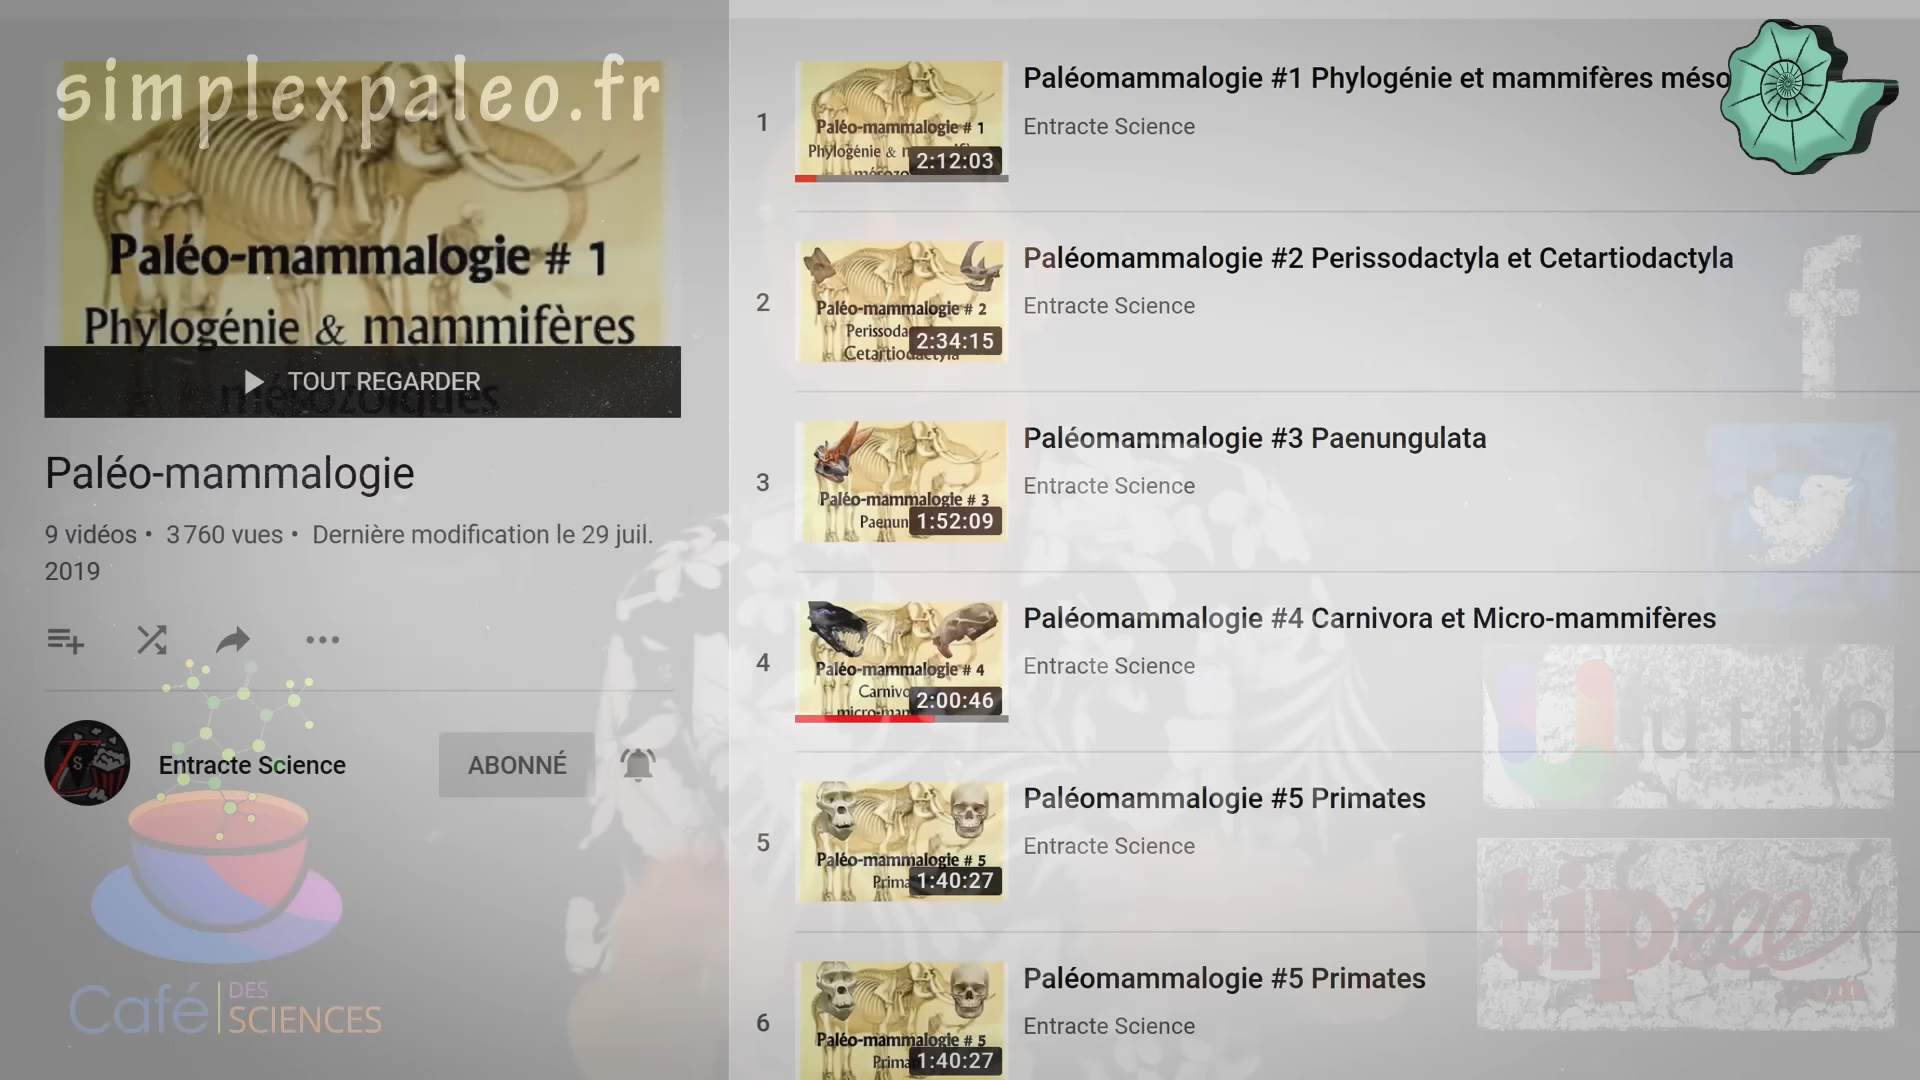 simplexpaleo.fr
Paléo-mammalogie # 1
Phylogénie & mammifères
mésozoïques
TOUT REGARDER
Paléo-mammalogie
9 vidéos • 3 760 vues • Dernière modification le 29 juil.
2019
Entracte Science
ABONNÉ
Café DES SCIENCES
1
Paléo-mammalogie # 1
Phylogénie &
2:12:03
Paléomammalogie #1 Phylogénie et mammifères méso
Entracte Science
2
Paléo-mammalogie # 2
2:34:15
Paléomammalogie #2 Perissodactyla et Cetartiodactyla
Entracte Science
3
Paléo-mammalogie # 3
1:52:09
Paléomammalogie #3 Paenungulata
Entracte Science
4
Paléo-mammalogie # 4
2:00:46
Paléomammalogie #4 Carnivora et Micro-mammifères
Entracte Science
5
Paléo-mammalogie # 5
1:40:27
Paléomammalogie #5 Primates
Entracte Science
6
Paléo-mammalogie # 5
1:40:27
Paléomammalogie #5 Primates
Entracte Science
f
utip
tipeee
.com